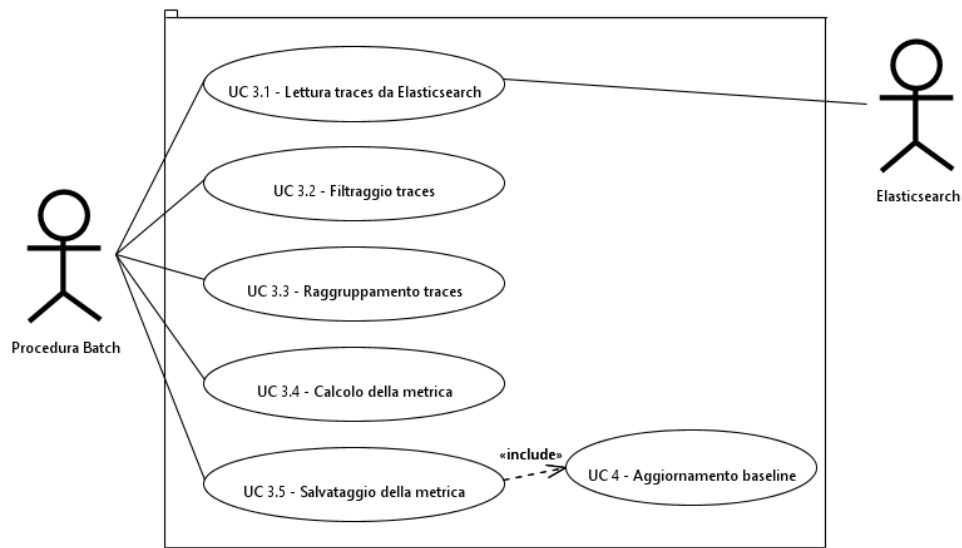 UC 3.1 - Lettura traces da Elasticsearch
Elasticsearch
UC 3.2 - Filtraggio traces
UC 3.3 - Raggruppamento traces
Procedura Batch
UC 3.4 - Calcolo della metrica
«include»
UC 4 - Aggiornamento baseline
UC 3.5 - Salvataggio della metrica